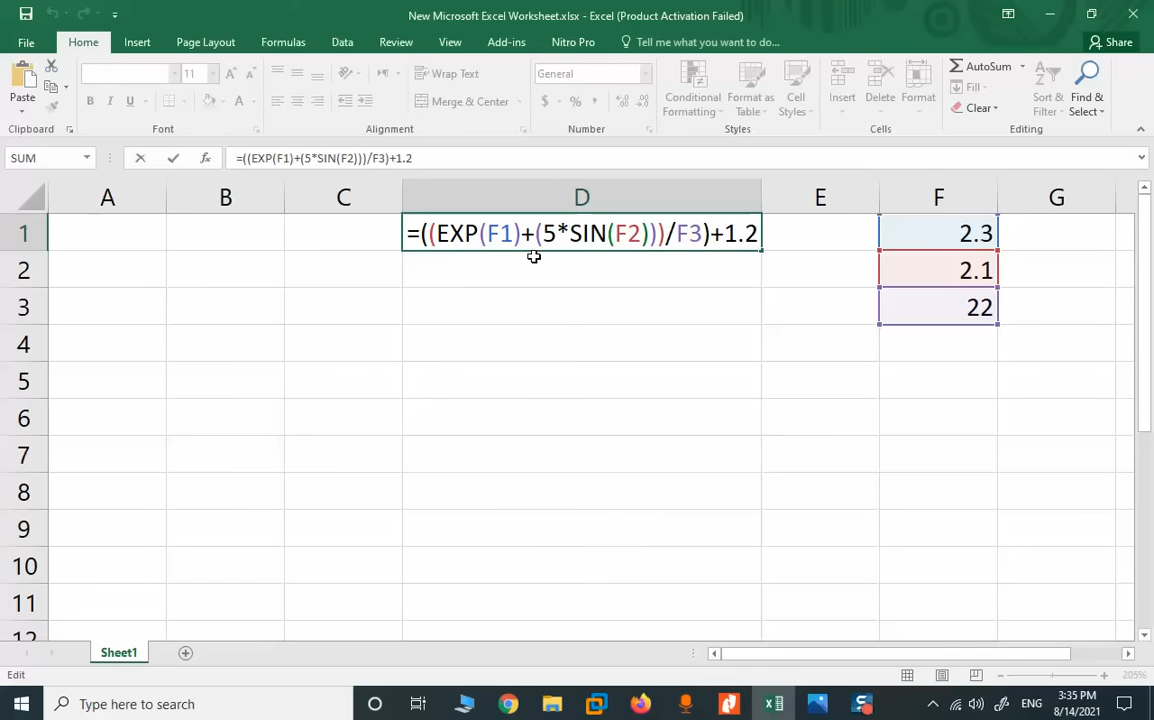 New Microsoft Excel Worksheet.xlsx - Excel (Product Activation Failed)
File Home Insert Page Layout Formulas Data Review View Add-ins Nitro Pro Tell me what you want to do... Share
Paste 11 A A Wrap Text General Conditional Formatting Format as Table Cell Styles Insert Delete Format AutoSum Sort & Filter Find & Select
B I U A Merge & Center $ % , Fill Clear
Clipboard Font Alignment Number Styles Cells Editing
SUM fx =((EXP(F1)+(5*SIN(F2)))/F3)+1.2
A B C D E F G
1 =((EXP(F1)+(5*SIN(F2)))/F3)+1.2 2.3
2 2.1
3 22
4
5
6
7
8
9
10
11
12
Sheet1
Edit 205%
Type here to search ENG 3:35 PM
8/14/2021